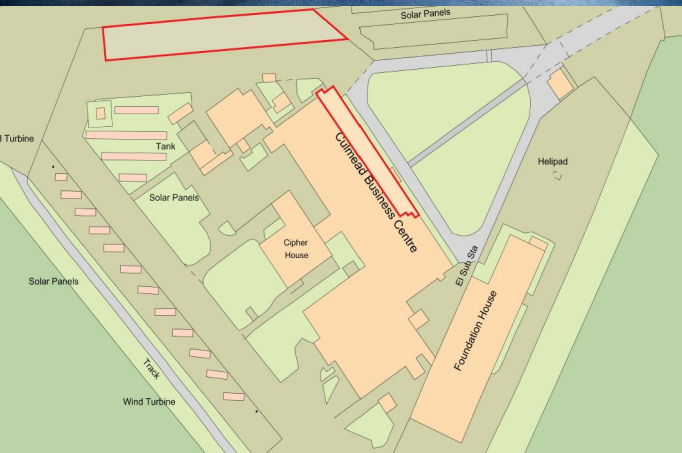 Solar Panels
d Turbine
Tank
Culmead Business Centre
Helipad
Solar Panels
Cipher
House
El Sub Sta
Solar Panels
Foundation House
Track
Wind Turbine